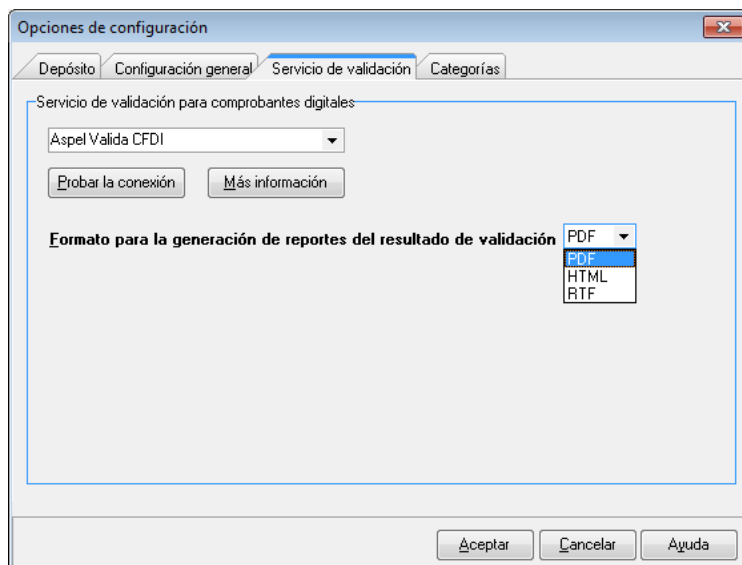 Opciones de configuración
Depósito Configuración general Servicio de validación Categorías
Servicio de validación para comprobantes digitales
Aspel Valida CFDI
Probar la conexión Más información
Formato para la generación de reportes del resultado de validación PDF
PDF
HTML
RTF
Aceptar Cancelar Ayuda